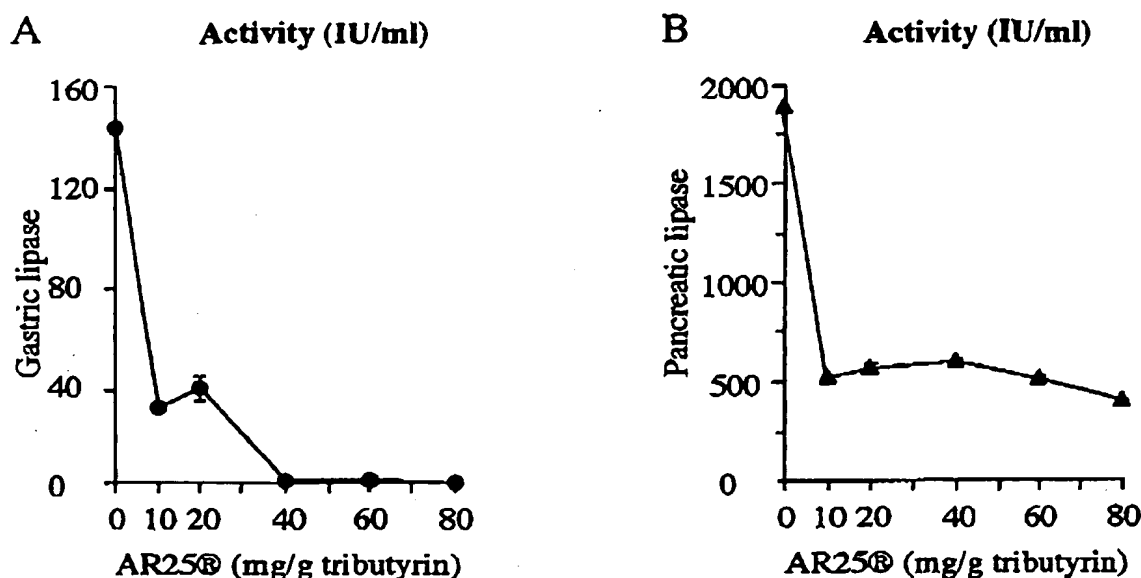 A Activity (IU/ml)
Gastric lipase
160
120
80
40
0
0 10 20 40 60 80
AR25® (mg/g tributyrin)
B Activity (IU/ml)
Pancreatic lipase
2000
1500
1000
500
0
0 10 20 40 60 80
AR25® (mg/g tributyrin)